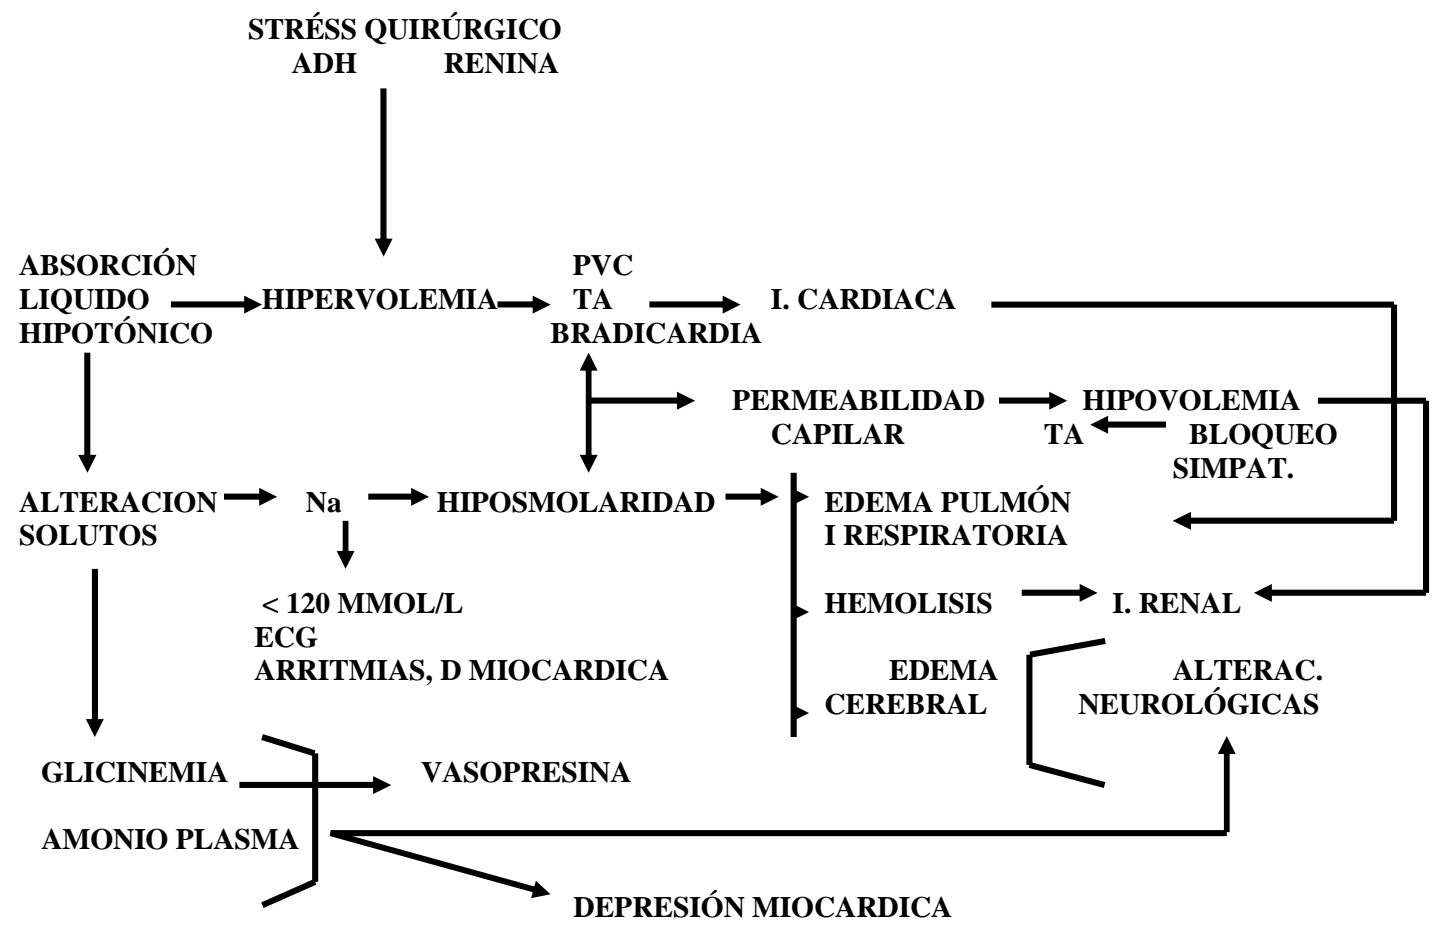 STRÉSS QUIRÚRGICO
ADH RENINA
ABSORCIÓN
LIQUIDO
HIPOTÓNICO
HIPERVOLEMIA
PVC
TA
BRADICARDIA
I. CARDIACA
PERMEABILIDAD
CAPILAR
HIPOVOLEMIA
TA
BLOQUEO
SIMPAT.
ALTERACION
SOLUTOS
Na
HIPOSMOLARIDAD
EDEMA PULMÓN
I RESPIRATORIA
< 120 MMOL/L
ECG
ARRITMIAS, D MIOCARDICA
HEMOLISIS
I. RENAL
EDEMA
CEREBRAL
ALTERAC.
NEUROLÓGICAS
GLICINEMIA
VASOPRESINA
AMONIO PLASMA
DEPRESIÓN MIOCARDICA